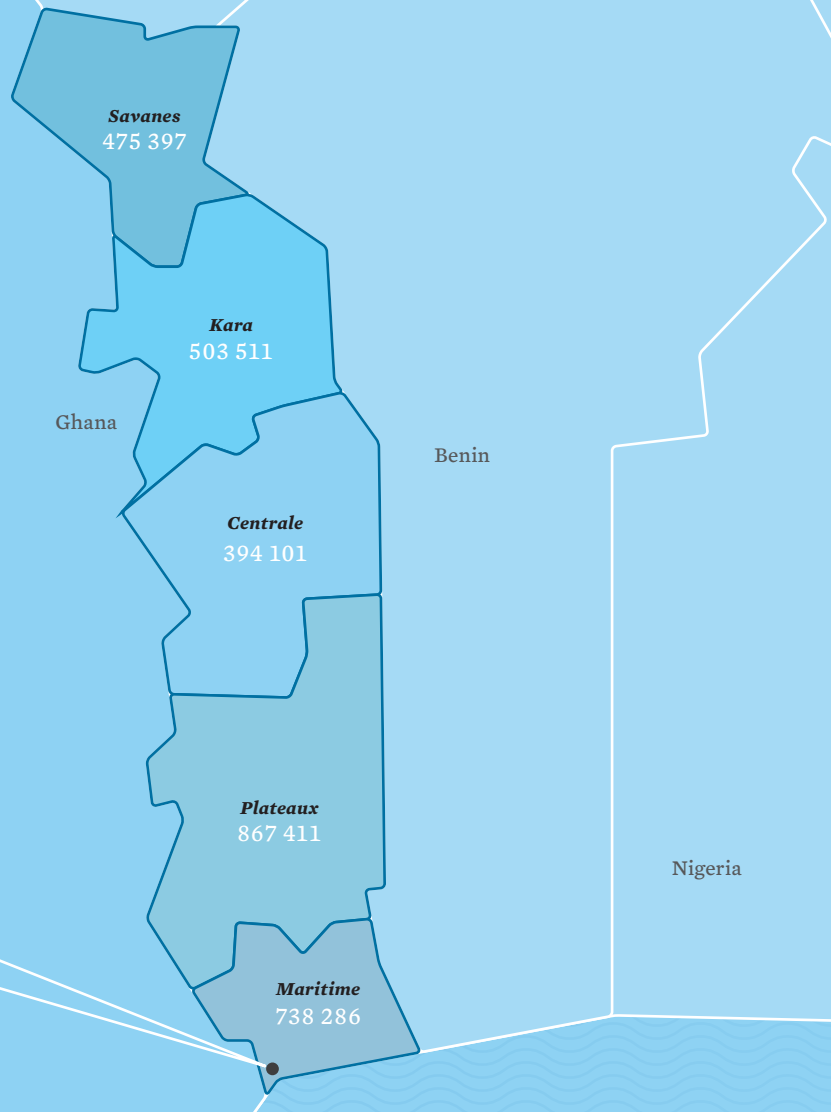 Savanes
475 397
Kara
503 511
Ghana
Benin
Centrale
394 101
Plateaux
867 411
Nigeria
Maritime
738 286